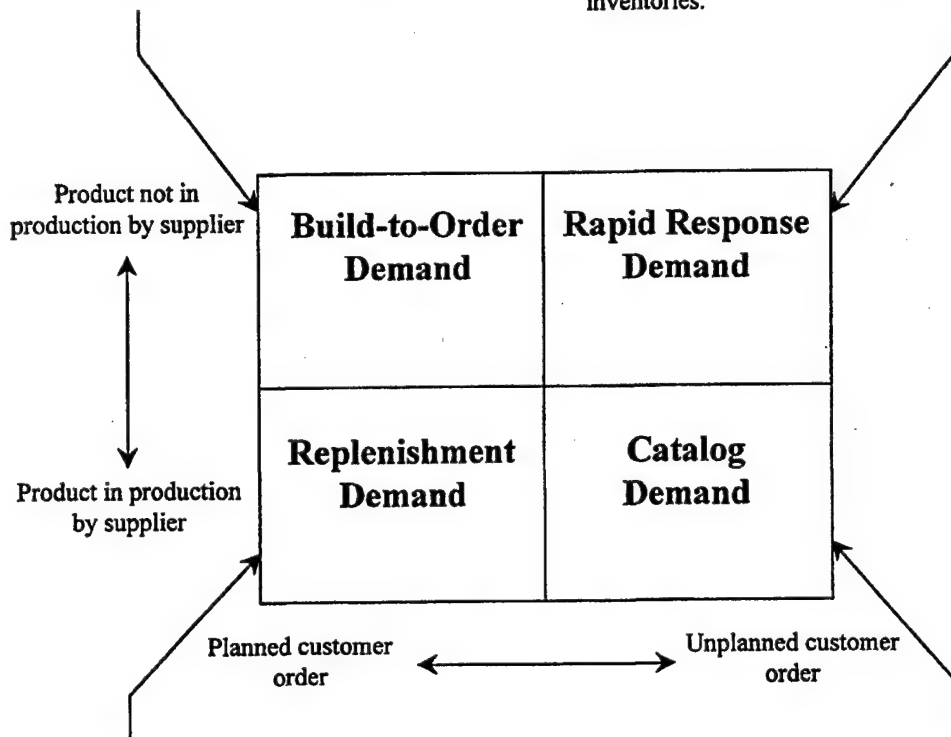 inventories.
Product not in
production by supplier
Build-to-Order
Demand
Rapid Response
Demand
Replenishment
Demand
Catalog
Demand
Product in production
by supplier
Planned customer
order
Unplanned customer
order